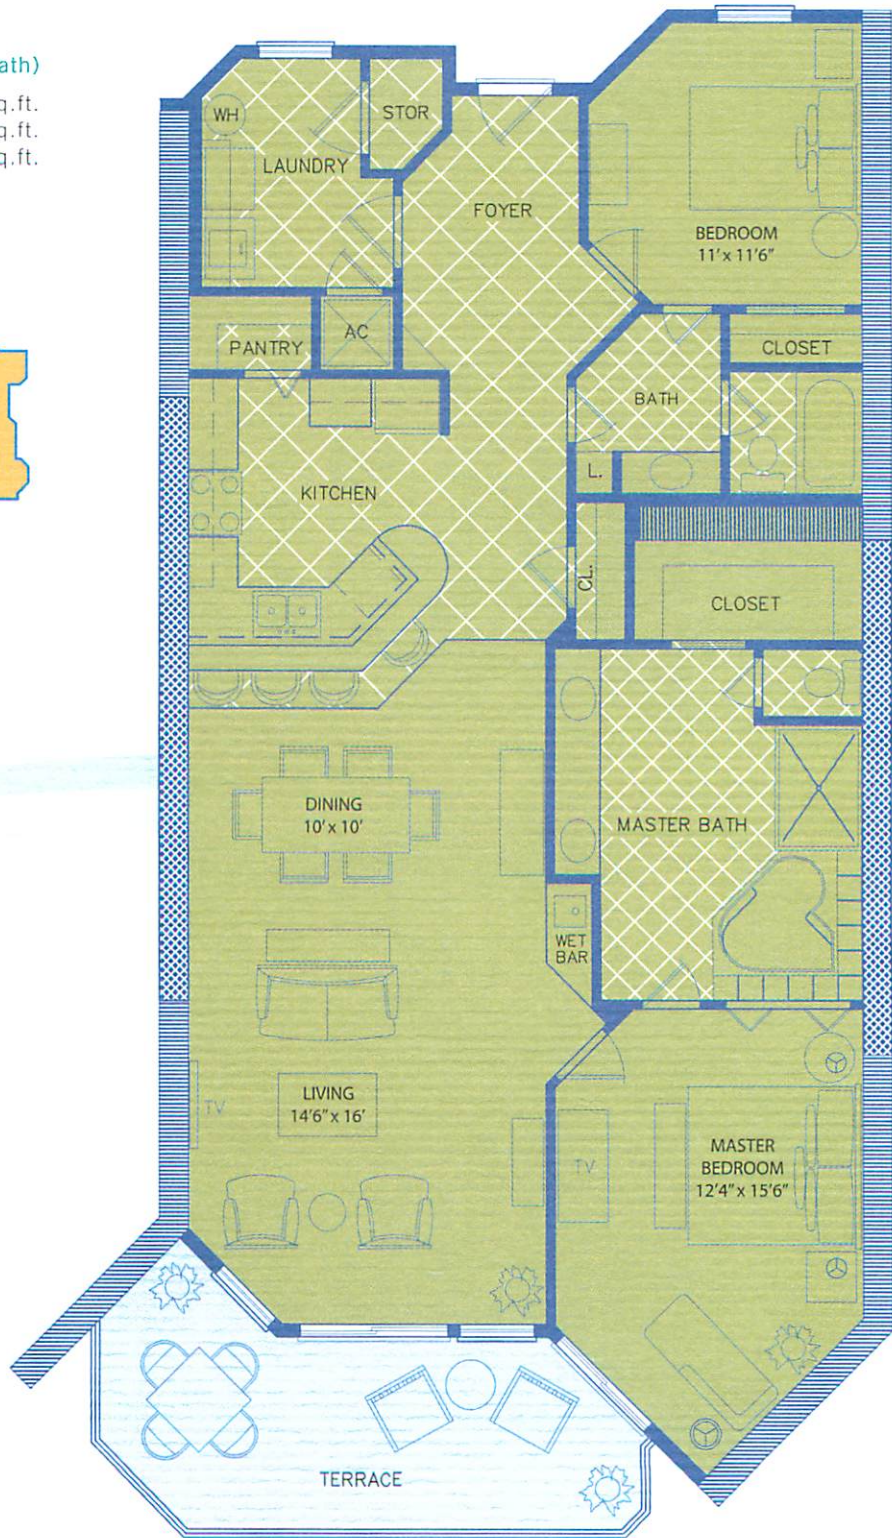 ath)
q.ft.
q.ft.
q.ft.
WH
STOR
LAUNDRY
FOYER
BEDROOM
11' x 11'6"
PANTRY
AC
CLOSET
BATH
L.
KITCHEN
CL.
CLOSET
DINING
10' x 10'
MASTER BATH
WET
BAR
LIVING
14'6" x 16'
TV
TV
MASTER
BEDROOM
12'4" x 15'6"
TERRACE